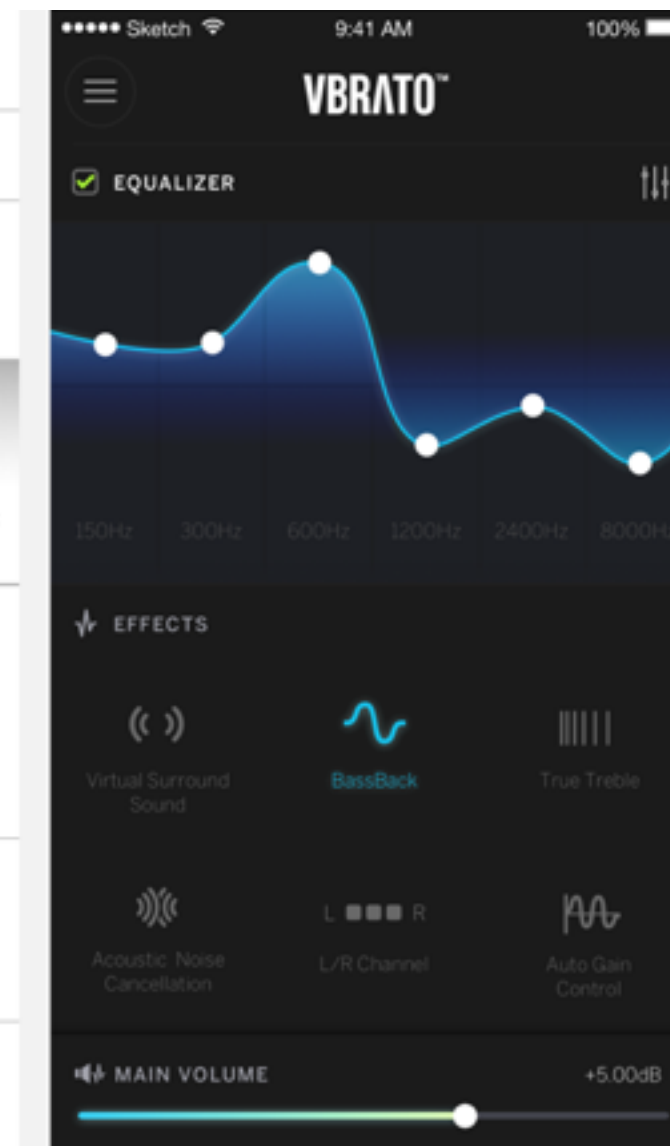 Sketch 9:41 AM 100%
VBRATO™
EQUALIZER
150Hz 300Hz 600Hz 1200Hz 2400Hz 8000Hz
EFFECTS
Virtual Surround BassBack True Treble
Sound
L R
Acoustic Noise L/R Channel Auto Gain
Cancellation Control
MAIN VOLUME +5.00dB